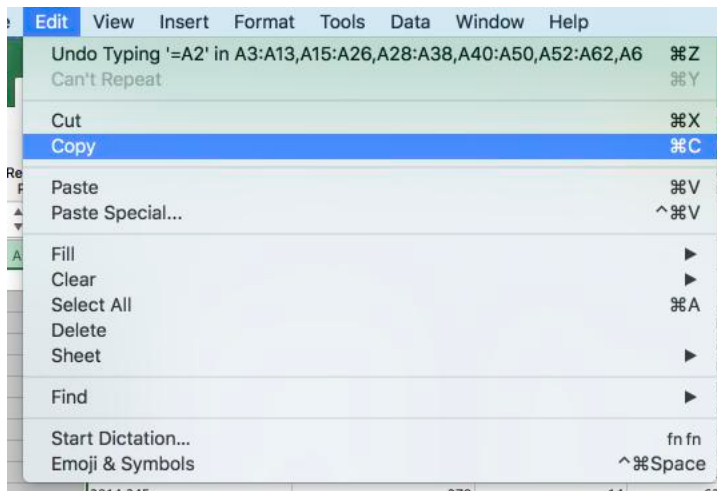 Edit View Insert Format Tools Data Window Help
Undo Typing '=A2' in A3:A13,A15:A26,A28:A38,A40:A50,A52:A62,A6 ⌘Z
Can't Repeat ⌘Y
Cut ⌘X
Copy ⌘C
Re
Paste ⌘V
Paste Special... ^⌘V
A
Fill ▶
Clear ▶
Select All ⌘A
Delete
Sheet ▶
Find ▶
Start Dictation... fn fn
Emoji & Symbols ^⌘Space